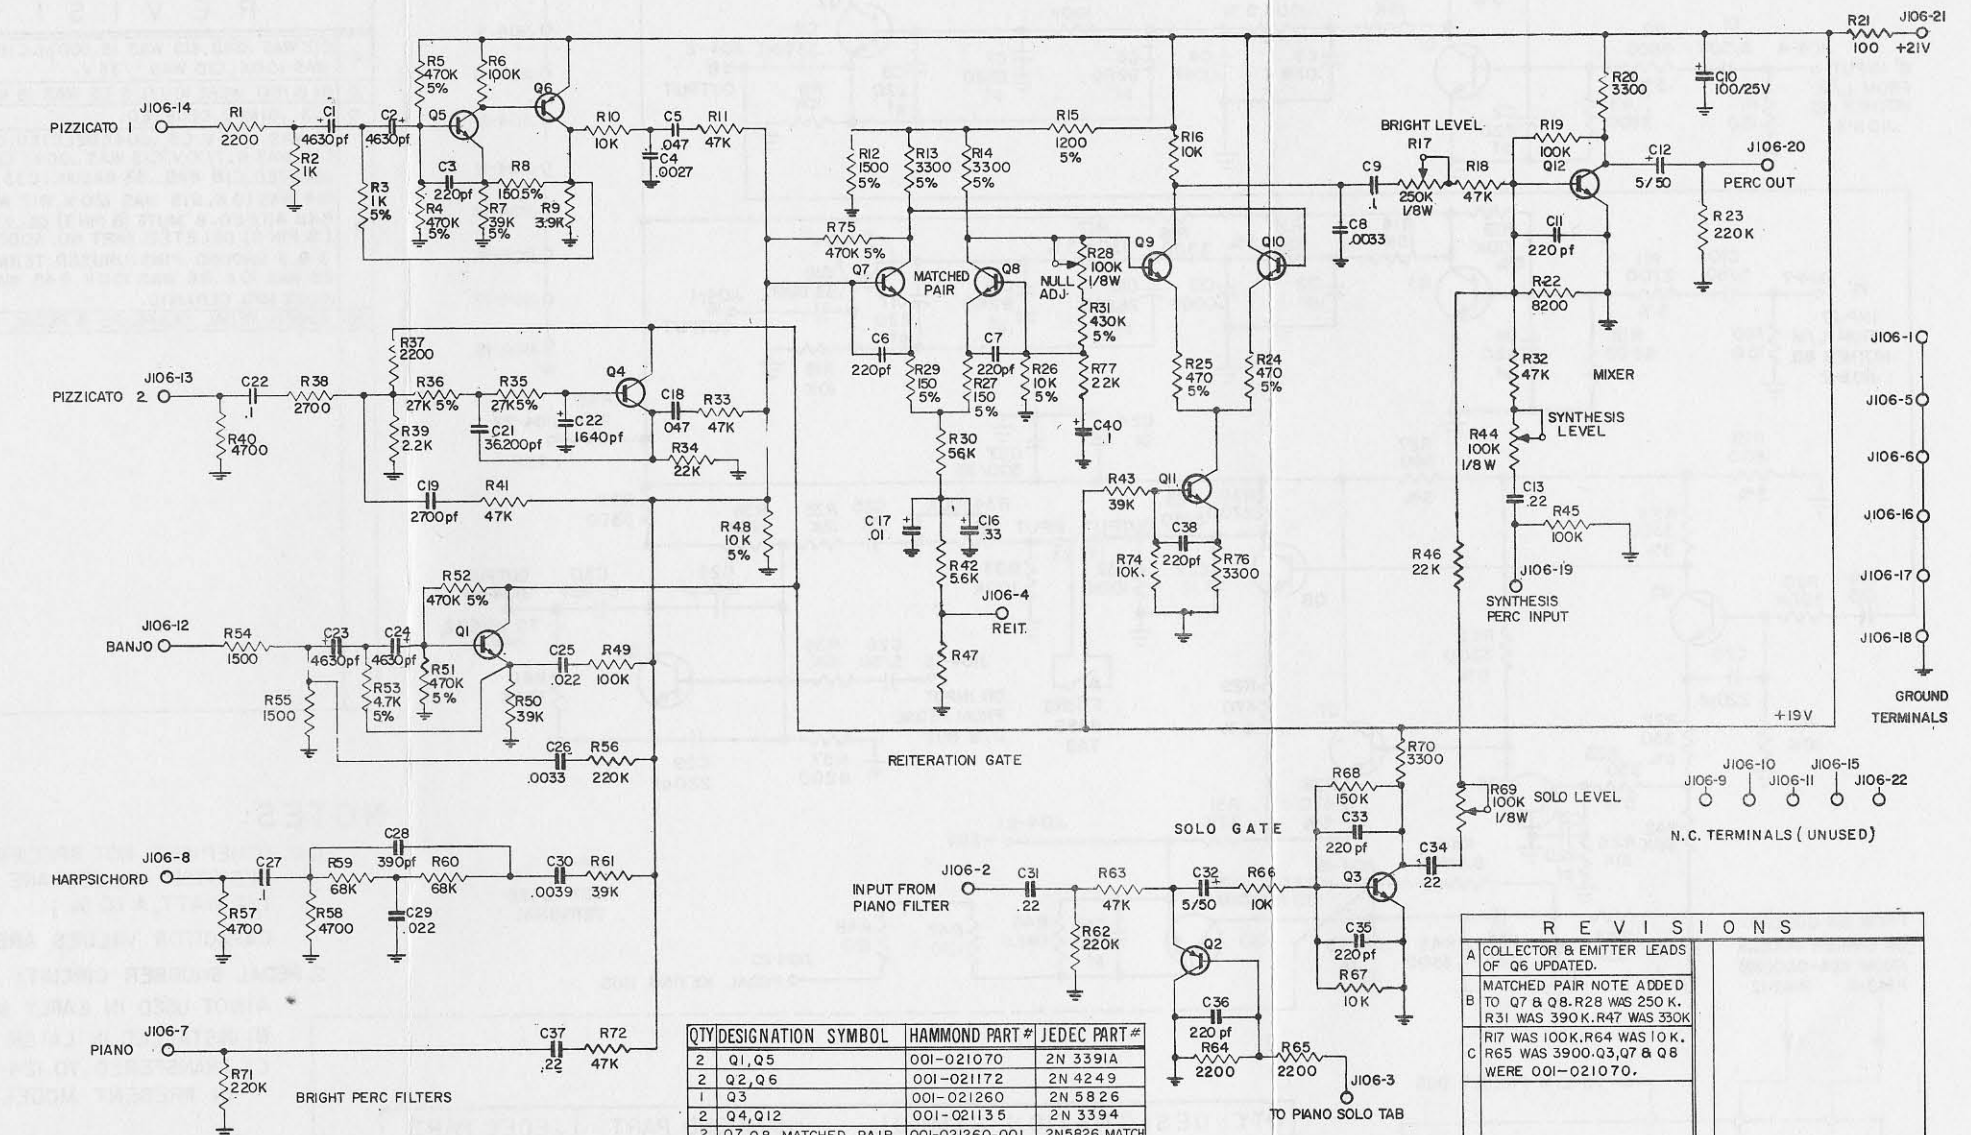 R21
J106-21
100
+21V
R5
470K
5%
R6
100K
Q6
R20
3300
C10
100/25V
J106-14
PIZZICATO 1
R1
2200
C1
4630pf
C2
4630pf
Q5
R2
1K
R3
1K
5%
C3
220pf
R8
150 5%
R4
470K
5%
R7
39K
5%
R9
3.9K
R10
10K
C5
.047
R11
47K
C4
.0027
R15
1200
5%
R16
10K
R12
1500
5%
R13
3300
5%
R14
3300
5%
BRIGHT LEVEL
R17
250K
1/8W
C9
.1
R18
47K
R19
100K
Q12
C12
5/50
J106-20
PERC OUT
R23
220K
C11
220pf
R22
8200
C8
.0033
R75
470K 5%
Q7
MATCHED
PAIR
Q8
NULL
ADJ.
R28
100K
1/8W
Q9
Q10
R31
430K
5%
C6
220pf
C7
220pf
R29
150
5%
R27
150
5%
R26
10K
5%
R77
22K
R25
470
5%
R24
470
5%
C40
.1
R30
56K
C17
.01
C16
.33
R42
5.6K
J106-4
REIT.
R47
R43
39K
Q11
C38
220pf
R74
10K.
R76
3300
R32
47K
MIXER
R44
100K
1/8W
SYNTHESIS
LEVEL
C13
.22
R45
100K
J106-19
SYNTHESIS
PERC INPUT
R46
22K
J106-1
J106-5
J106-6
J106-16
J106-17
J106-18
GROUND
TERMINALS
+19V
J106-13
PIZZICATO 2
C22
.1
R38
2700
R40
4700
R37
2200
R36
27K 5%
R35
27K 5%
Q4
R39
2.2K
C21
36.200pf
C22
1640pf
C18
047
R33
47K
R34
22K
C19
2700pf
R41
47K
R48
10K
5%
R52
470K 5%
J106-12
BANJO
R54
1500
C23
4630pf
C24
4630pf
Q1
R55
1500
R53
4.7K
5%
R51
470K
5%
R50
39K
C25
.022
R49
100K
C26
.0033
R56
220K
REITERATION GATE
J106-8
HARPSICHORD
C27
.1
R57
4700
R58
4700
C28
390pf
R59
68K
R60
68K
C29
.022
C30
.0039
R61
39K
J106-7
PIANO
R71
220K
C37
.22
R72
47K
BRIGHT PERC FILTERS
SOLO GATE
J106-2
INPUT FROM
PIANO FILTER
C31
.22
R63
47K
R62
220K
C32
5/50
R66
10K
R68
150K
C33
220pf
R70
3300
Q3
C34
.22
R69
100K
1/8W
SOLO LEVEL
C35
220pf
R67
10K
Q2
C36
220pf
R64
2200
R65
2200
J106-3
TO PIANO SOLO TAB
J106-9
J106-10
J106-11
J106-15
J106-22
N.C. TERMINALS (UNUSED)
QTY DESIGNATION SYMBOL HAMMOND PART # JEDEC PART #
2 Q1,Q5 001-021070 2N 3391A
2 Q2,Q6 001-021172 2N 4249
1 Q3 001-021260 2N 5826
2 Q4,Q12 001-021135 2N 3394
2 Q7,Q8 MATCHED PAIR 001-021260-001 2N5826 MATCH
REVISIONS
A COLLECTOR & EMITTER LEADS
OF Q6 UPDATED.
B MATCHED PAIR NOTE ADDED
TO Q7 & Q8. R28 WAS 250K.
R31 WAS 390K. R47 WAS 330K
C R17 WAS 100K. R64 WAS 10K.
R65 WAS 3900. Q3, Q7 & Q8
WERE 001-021070.